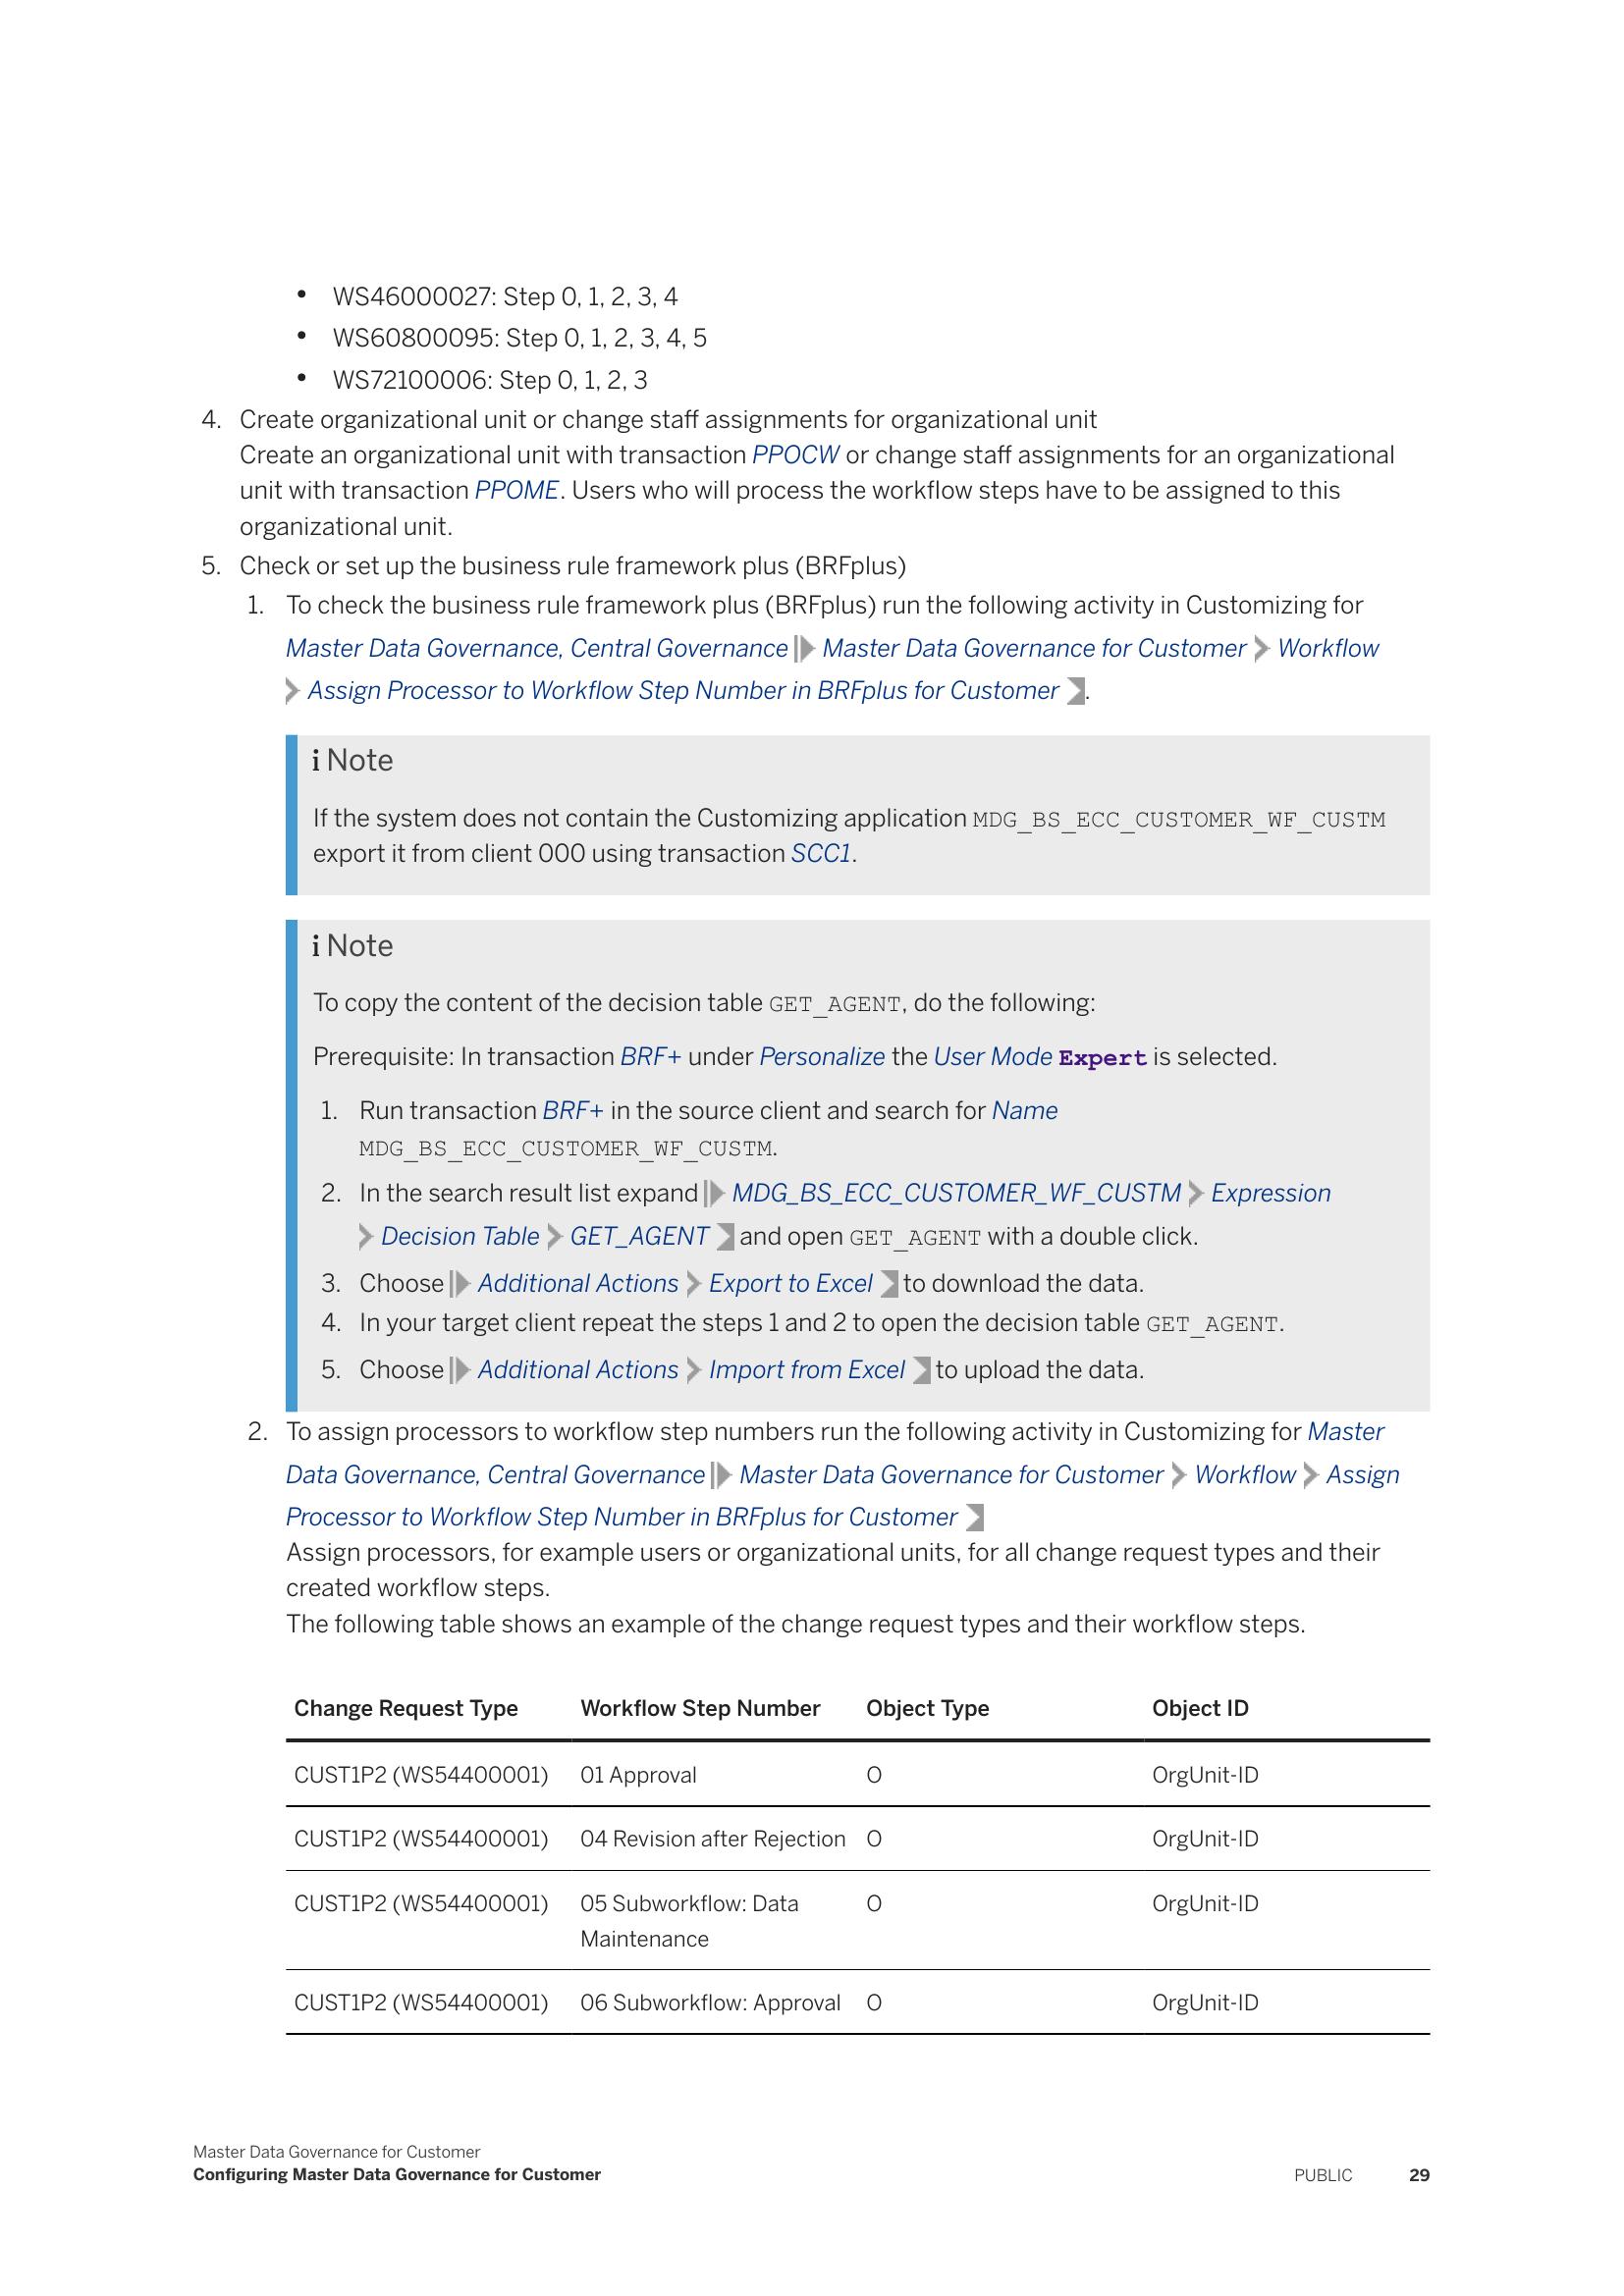 • WS46000027: Step 0, 1, 2, 3, 4
• WS60800095: Step 0, 1, 2, 3, 4, 5
• WS72100006: Step 0, 1, 2, 3
4. Create organizational unit or change staff assignments for organizational unit
Create an organizational unit with transaction PPOCW or change staff assignments for an organizational
unit with transaction PPOME. Users who will process the workflow steps have to be assigned to this
organizational unit.
5. Check or set up the business rule framework plus (BRFplus)
1. To check the business rule framework plus (BRFplus) run the following activity in Customizing for
Master Data Governance, Central Governance Master Data Governance for Customer Workflow
Assign Processor to Workflow Step Number in BRFplus for Customer .
i Note
If the system does not contain the Customizing application MDG_BS_ECC_CUSTOMER_WF_CUSTM
export it from client 000 using transaction SCC1.
i Note
To copy the content of the decision table GET_AGENT, do the following:
Prerequisite: In transaction BRF+ under Personalize the User Mode Expert is selected.
1. Run transaction BRF+ in the source client and search for Name
MDG_BS_ECC_CUSTOMER_WF_CUSTM.
2. In the search result list expand MDG_BS_ECC_CUSTOMER_WF_CUSTM Expression
Decision Table GET_AGENT and open GET_AGENT with a double click.
3. Choose Additional Actions Export to Excel to download the data.
4. In your target client repeat the steps 1 and 2 to open the decision table GET_AGENT.
5. Choose Additional Actions Import from Excel to upload the data.
2. To assign processors to workflow step numbers run the following activity in Customizing for Master
Data Governance, Central Governance Master Data Governance for Customer Workflow Assign
Processor to Workflow Step Number in BRFplus for Customer
Assign processors, for example users or organizational units, for all change request types and their
created workflow steps.
The following table shows an example of the change request types and their workflow steps.
Change Request Type Workflow Step Number Object Type Object ID
CUST1P2 (WS54400001) 01 Approval O OrgUnit-ID
CUST1P2 (WS54400001) 04 Revision after Rejection O OrgUnit-ID
CUST1P2 (WS54400001) 05 Subworkflow: Data O OrgUnit-ID
Maintenance
CUST1P2 (WS54400001) 06 Subworkflow: Approval O OrgUnit-ID
Master Data Governance for Customer
Configuring Master Data Governance for Customer PUBLIC 29